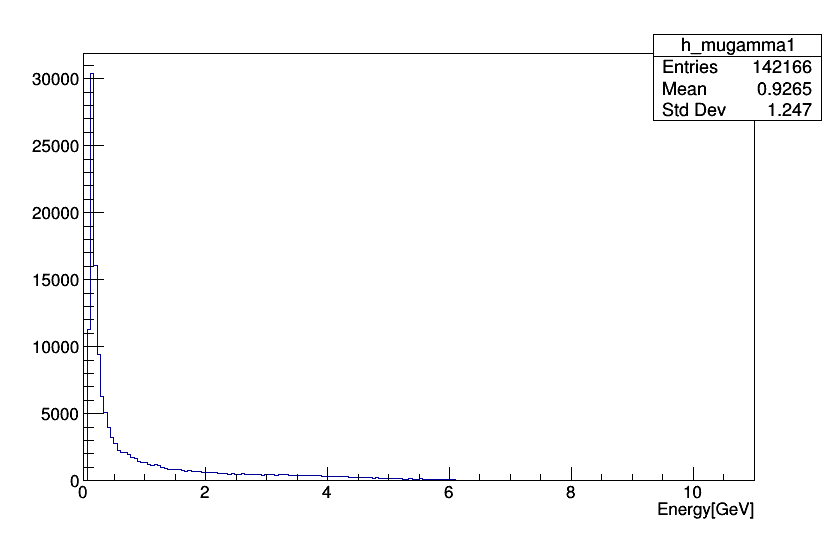 h_mugamma1
Entries 142166
Mean 0.9265
Std Dev 1.247
30000
25000
20000
15000
10000
5000
0
0 2 4 6 8 10
Energy[GeV]